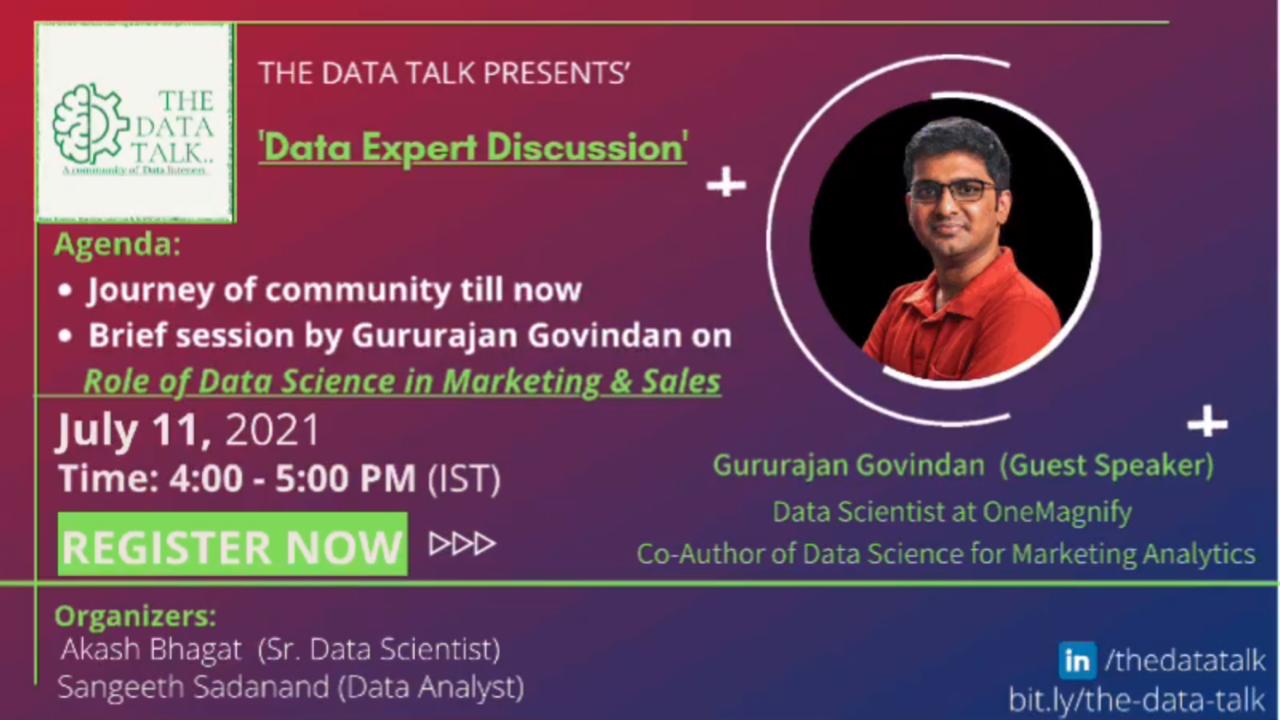 THE
DATA
TALK..
A community of Data listeners
THE DATA TALK PRESENTS’
'Data Expert Discussion'
Agenda:
• Journey of community till now
• Brief session by Gururajan Govindan on
Role of Data Science in Marketing & Sales
July 11, 2021
Time: 4:00 - 5:00 PM (IST)
REGISTER NOW
Gururajan Govindan (Guest Speaker)
Data Scientist at OneMagnify
Co-Author of Data Science for Marketing Analytics
Organizers:
Akash Bhagat (Sr. Data Scientist)
Sangeeth Sadanand (Data Analyst)
in /thedatatalk
bit.ly/the-data-talk